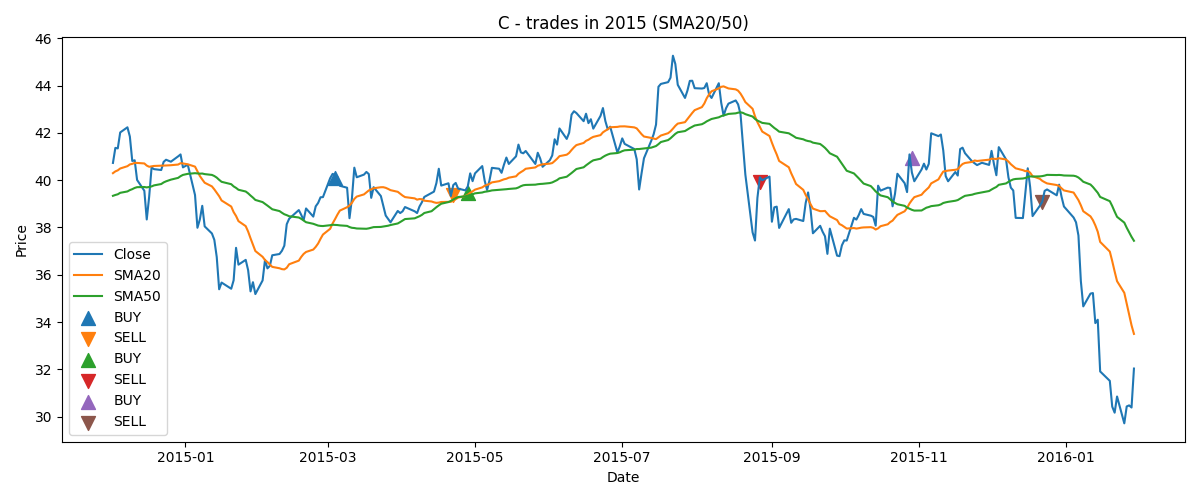 C - trades in 2015 (SMA20/50)
46
44
42
40
38
36
34
32
30
Price
Close
SMA20
SMA50
BUY
SELL
BUY
SELL
BUY
SELL
2015-01 2015-03 2015-05 2015-07 2015-09 2015-11 2016-01
Date